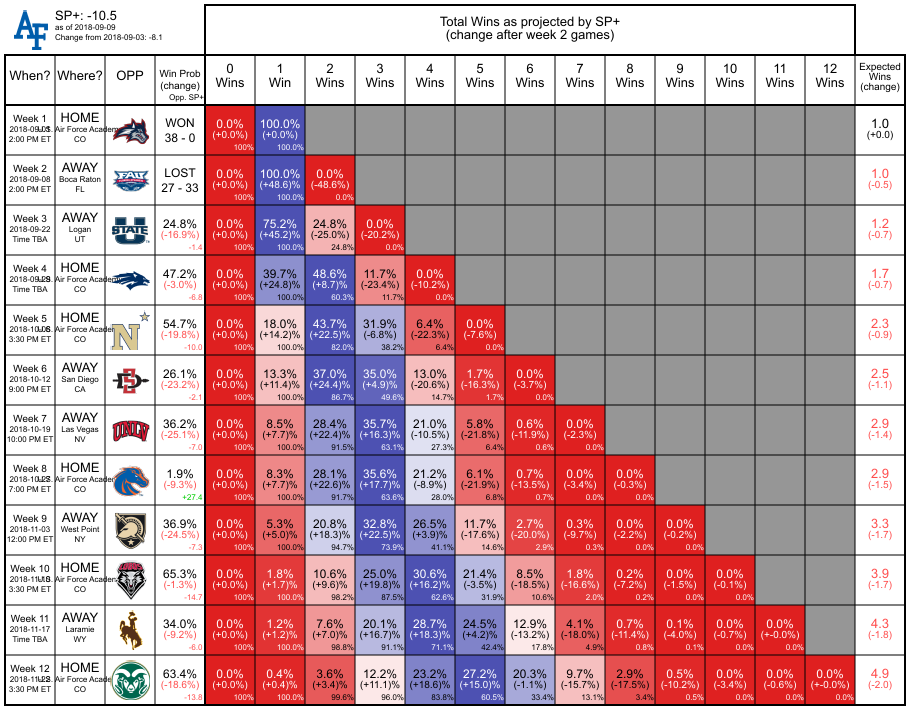 SP+: -10.5
as of 2018-09-09
Change from 2018-09-03: -8.1
Total Wins as projected by SP+
(change after week 2 games)
When? Where? OPP Win Prob (change) Opp. SP+ 0 Wins 1 Win 2 Wins 3 Wins 4 Wins 5 Wins 6 Wins 7 Wins 8 Wins 9 Wins 10 Wins 11 Wins 12 Wins Expected Wins (change)
Week 1 HOME WON 0.0% 100.0% 1.0
2018-09-01 U.S. Air Force Academy 38 - 0 (+0.0%) (+0.0%) (+0.0)
2:00 PM ET CO 100% 100.0%
Week 2 AWAY LOST 0.0% 100.0% 0.0% 1.0
2018-09-08 Boca Raton FAU 27 - 33 (+0.0%) (+48.6)% (-48.6%) (-0.5)
2:00 PM ET FL 100% 100.0% 0.0%
Week 3 AWAY U STATE 24.8% 0.0% 75.2% 24.8% 0.0% 1.2
2018-09-22 Logan (-16.9%) (+0.0%) (+45.2)% (-25.0%) (-20.2%) (-0.7)
Time TBA UT -1.4 100% 100.0% 24.8% 0.0%
Week 4 HOME 47.2% 0.0% 39.7% 48.6% 11.7% 0.0% 1.7
2018-09-29 U.S. Air Force Academy (-3.0%) (+0.0%) (+24.8)% (+8.7)% (-23.4%) (-10.2%) (-0.7)
Time TBA CO -6.8 100% 100.0% 60.3% 11.7% 0.0%
Week 5 HOME N 54.7% 0.0% 18.0% 43.7% 31.9% 6.4% 0.0% 2.3
2018-10-06 U.S. Air Force Academy (-19.8%) (+0.0%) (+14.2)% (+22.5)% (-6.8%) (-22.3%) (-7.6%) (-0.9)
3:30 PM ET CO -10.0 100% 100.0% 82.0% 38.2% 6.4% 0.0%
Week 6 AWAY SD 26.1% 0.0% 13.3% 37.0% 35.0% 13.0% 1.7% 0.0% 2.5
2018-10-12 San Diego (-23.2%) (+0.0%) (+11.4)% (+24.4)% (+4.9)% (-20.6%) (-16.3%) (-3.7%) (-1.1)
9:00 PM ET CA -2.1 100% 100.0% 86.7% 49.6% 14.7% 1.7% 0.0%
Week 7 AWAY UNLV 36.2% 0.0% 8.5% 28.4% 35.7% 21.0% 5.8% 0.6% 0.0% 2.9
2018-10-19 Las Vegas (-25.1%) (+0.0%) (+7.7)% (+22.4)% (+16.3)% (-10.5%) (-21.8%) (-11.9%) (-2.3%) (-1.4)
10:00 PM ET NV -7.0 100% 100.0% 91.5% 63.1% 27.3% 6.4% 0.6% 0.0%
Week 8 HOME 1.9% 0.0% 8.3% 28.1% 35.6% 21.2% 6.1% 0.7% 0.0% 0.0% 2.9
2018-10-27 U.S. Air Force Academy (-9.3%) (+0.0%) (+7.7)% (+22.6)% (+17.7)% (-8.9%) (-21.9%) (-13.5%) (-3.4%) (-0.3%) (-1.5)
7:00 PM ET CO +27.4 100% 100.0% 91.7% 63.6% 28.0% 6.8% 0.7% 0.0% 0.0%
Week 9 AWAY 36.9% 0.0% 5.3% 20.8% 32.8% 26.5% 11.7% 2.7% 0.3% 0.0% 0.0% 3.3
2018-11-03 West Point (-24.5%) (+0.0%) (+5.0)% (+18.3)% (+22.5)% (+3.9)% (-17.6%) (-20.0%) (-9.7%) (-2.2%) (-0.2%) (-1.7)
12:00 PM ET NY -7.3 100% 100.0% 94.7% 73.9% 41.1% 14.6% 2.9% 0.3% 0.0% 0.0%
Week 10 HOME 65.3% 0.0% 1.8% 10.6% 25.0% 30.6% 21.4% 8.5% 1.8% 0.2% 0.0% 0.0% 3.9
2018-11-10 U.S. Air Force Academy (-1.3%) (+0.0%) (+1.7)% (+9.6)% (+19.8)% (+16.2)% (-3.5%) (-18.5%) (-16.6%) (-7.2%) (-1.5%) (-0.1%) (-1.7)
3:30 PM ET CO -14.7 100% 100.0% 98.2% 87.5% 62.6% 31.9% 10.6% 2.0% 0.2% 0.0% 0.0%
Week 11 AWAY 34.0% 0.0% 1.2% 7.6% 20.1% 28.7% 24.5% 12.9% 4.1% 0.7% 0.1% 0.0% 0.0% 4.3
2018-11-17 Laramie (-9.2%) (+0.0%) (+1.2)% (+7.0)% (+16.7)% (+18.3)% (+4.2)% (-13.2%) (-18.0%) (-11.4%) (-4.0%) (-0.7%) (+-0.0%) (-1.8)
Time TBA WY -6.0 100% 100.0% 98.8% 91.1% 71.1% 42.4% 17.8% 4.9% 0.8% 0.1% 0.0% 0.0%
Week 12 HOME 63.4% 0.0% 0.4% 3.6% 12.2% 23.2% 27.2% 20.3% 9.7% 2.9% 0.5% 0.0% 0.0% 0.0% 4.9
2018-11-22 U.S. Air Force Academy (-18.6%) (+0.0%) (+0.4)% (+3.4)% (+11.1)% (+18.6)% (+15.0)% (-1.1%) (-15.7%) (-17.5%) (-10.2%) (-3.4%) (-0.6%) (+-0.0%) (-2.0)
3:30 PM ET CO -13.8 100% 100.0% 99.6% 96.0% 83.8% 60.5% 33.4% 13.1% 3.4% 0.5% 0.0% 0.0% 0.0%